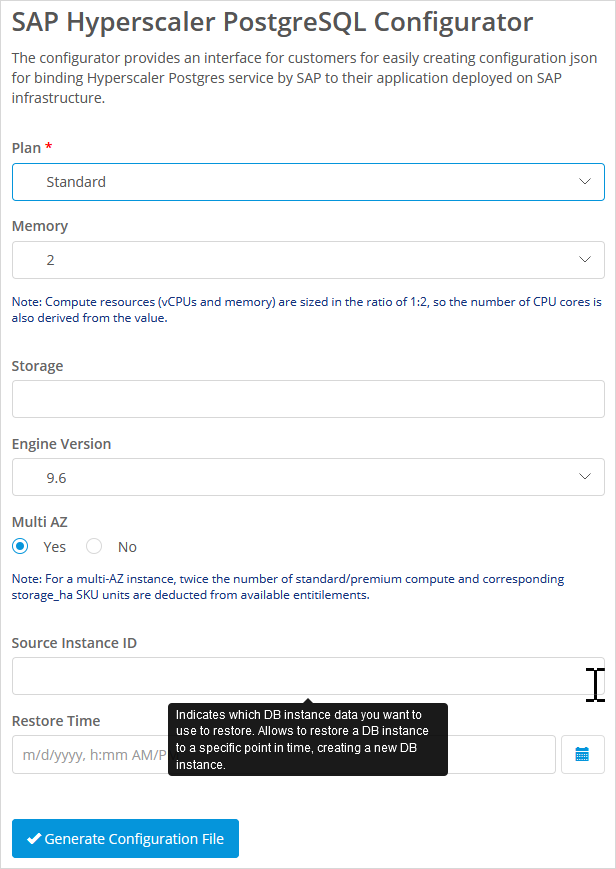 SAP Hyperscaler PostgreSQL Configurator
The configurator provides an interface for customers for easily creating configuration json
for binding Hyperscaler Postgres service by SAP to their application deployed on SAP
infrastructure.
Plan *
Standard
Memory
2
Note: Compute resources (vCPUs and memory) are sized in the ratio of 1:2, so the number of CPU cores is
also derived from the value.
Storage
Engine Version
9.6
Multi AZ
Yes No
Note: For a multi-AZ instance, twice the number of standard/premium compute and corresponding
storage_ha SKU units are deducted from available entitilements.
Source Instance ID
Indicates which DB instance data you want to
use to restore. Allows to restore a DB instance
to a specific point in time, creating a new DB
instance.
Restore Time
m/d/yyyy, h:mm AM/PM
Generate Configuration File